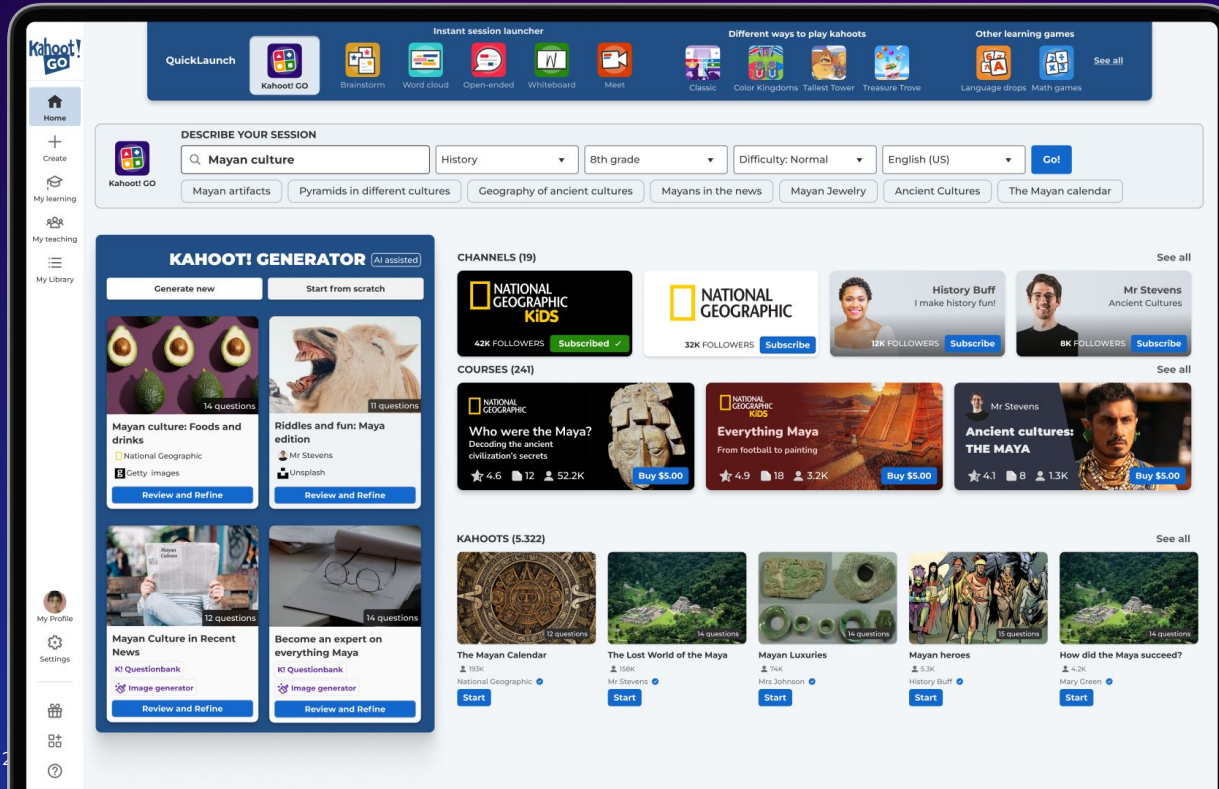 Kahoot!
GO
Home
Create
My learning
My teaching
My Library
My Profile
Settings
QuickLaunch
Instant session launcher
Kahoot! GO
Brainstorm
Word cloud
Open-ended
Whiteboard
Meet
Different ways to play kahoots
Classic
Color Kingdoms
Tallest Tower
Treasure Trove
Other learning games
Language drops
Math games
See all
Kahoot! GO
DESCRIBE YOUR SESSION
Mayan culture
History
8th grade
Difficulty: Normal
English (US)
Go!
Mayan artifacts
Pyramids in different cultures
Geography of ancient cultures
Mayans in the news
Mayan Jewelry
Ancient Cultures
The Mayan calendar
KAHOOT! GENERATOR
AI assisted
Generate new
Start from scratch
14 questions
Mayan culture: Foods and
drinks
National Geographic
Getty images
Review and Refine
11 questions
Riddles and fun: Maya
edition
Mr Stevens
Unsplash
Review and Refine
Mayan
Culture
12 questions
Mayan Culture in Recent
News
K! Questionbank
Image generator
Review and Refine
14 questions
Become an expert on
everything Maya
K! Questionbank
Image generator
Review and Refine
CHANNELS (19)
See all
NATIONAL
GEOGRAPHIC
KiDS
42K FOLLOWERS
Subscribed ✓
NATIONAL
GEOGRAPHIC
32K FOLLOWERS
Subscribe
History Buff
I make history fun!
12K FOLLOWERS
Subscribe
Mr Stevens
Ancient Cultures
8K FOLLOWERS
Subscribe
COURSES (241)
See all
NATIONAL
GEOGRAPHIC
Who were the Maya?
Decoding the ancient
civilization's secrets
4.6 12 52.2K
Buy $5.00
NATIONAL
GEOGRAPHIC
KiDS
Everything Maya
From football to painting
4.9 18 3.2K
Buy $5.00
Mr Stevens
Ancient cultures:
THE MAYA
4.1 8 1.3K
Buy $5.00
KAHOOTS (5.322)
See all
12 questions
The Mayan Calendar
193K
National Geographic
Start
14 questions
The Lost World of the Maya
158K
Mr Stevens
Start
14 questions
Mayan Luxuries
74K
Mrs Johnson
Start
15 questions
Mayan heroes
5.3K
History Buff
Start
14 questions
How did the Maya succeed?
4.2K
Mary Green
Start